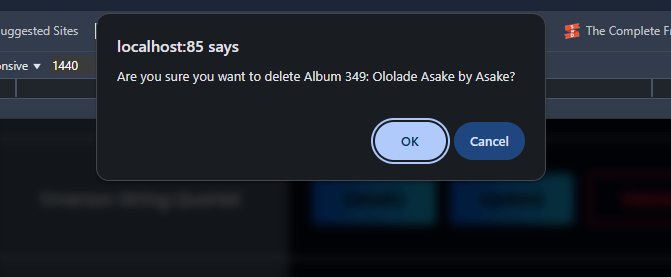 uggested Sites
The Complete Fr
localhost:85 says
onsive ▼ 1440
Are you sure you want to delete Album 349: Ololade Asake by Asake?
OK
Cancel